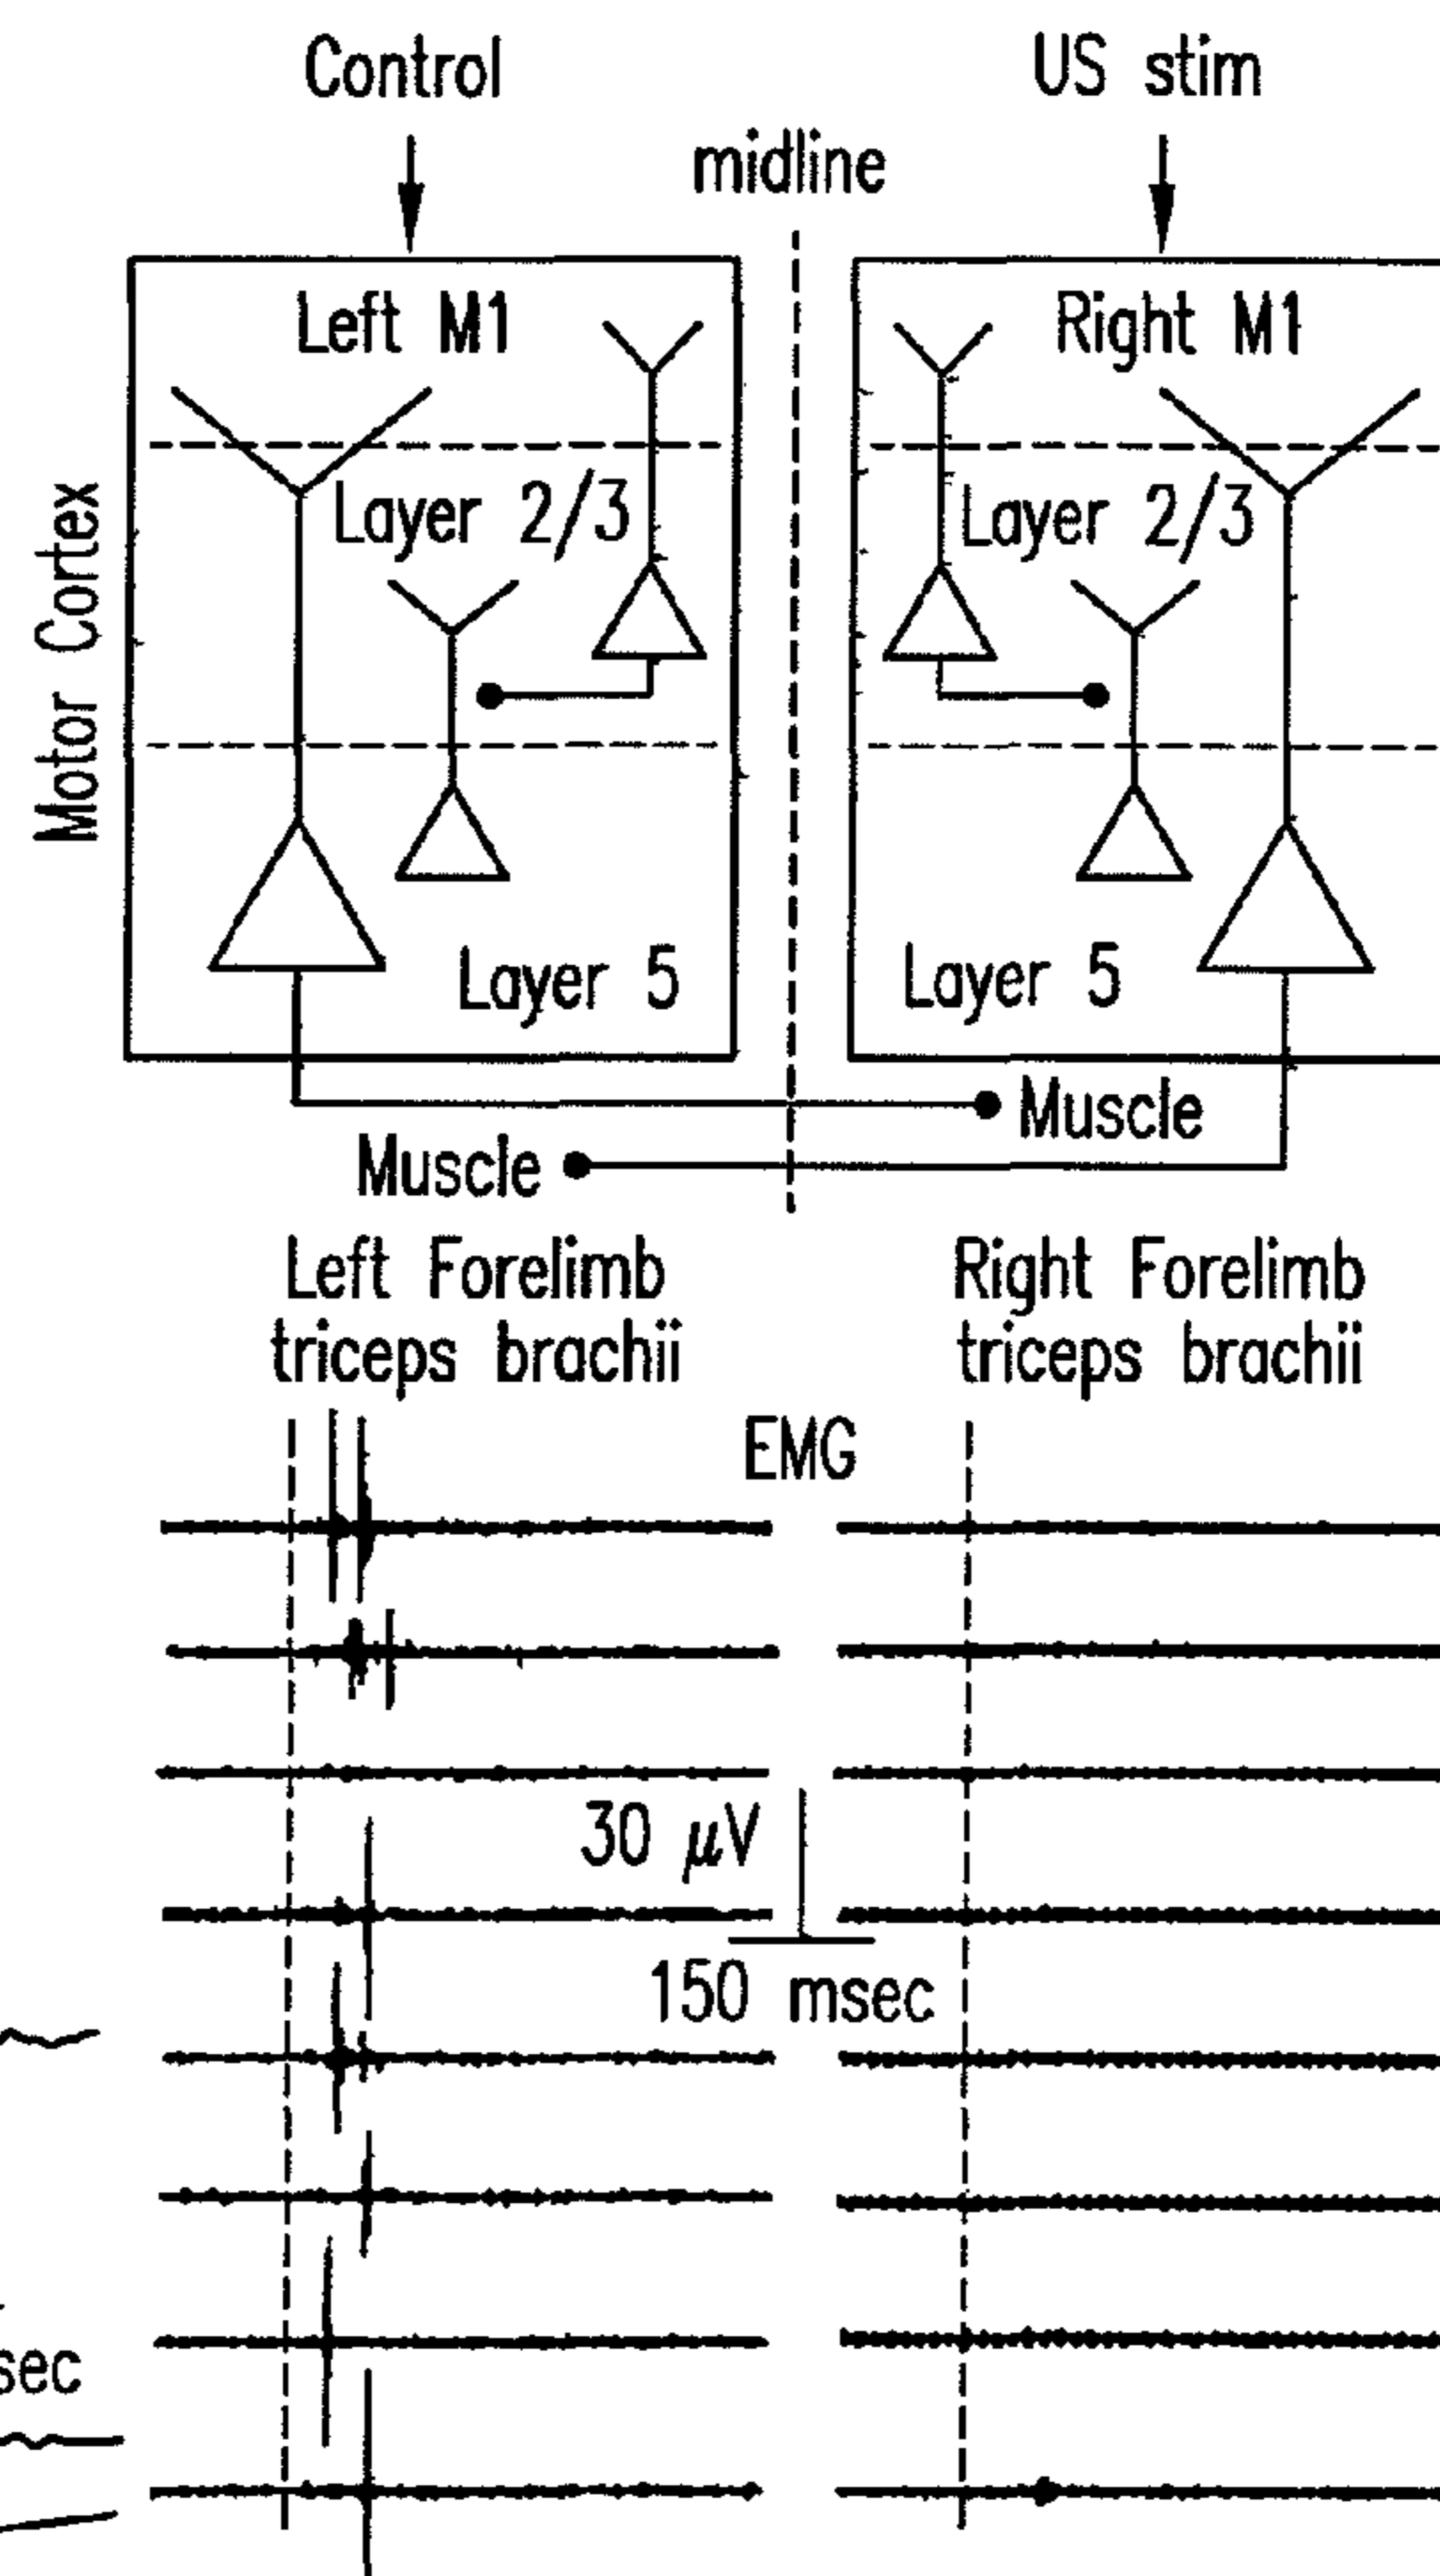 Control
US stim
midline
Left M1
Right M1
Layer 2/3
Layer 2/3
Motor Cortex
Layer 5
Layer 5
Muscle
Muscle
Left Forelimb
triceps brachii
Right Forelimb
triceps brachii
EMG
30 μV
150 msec
sec